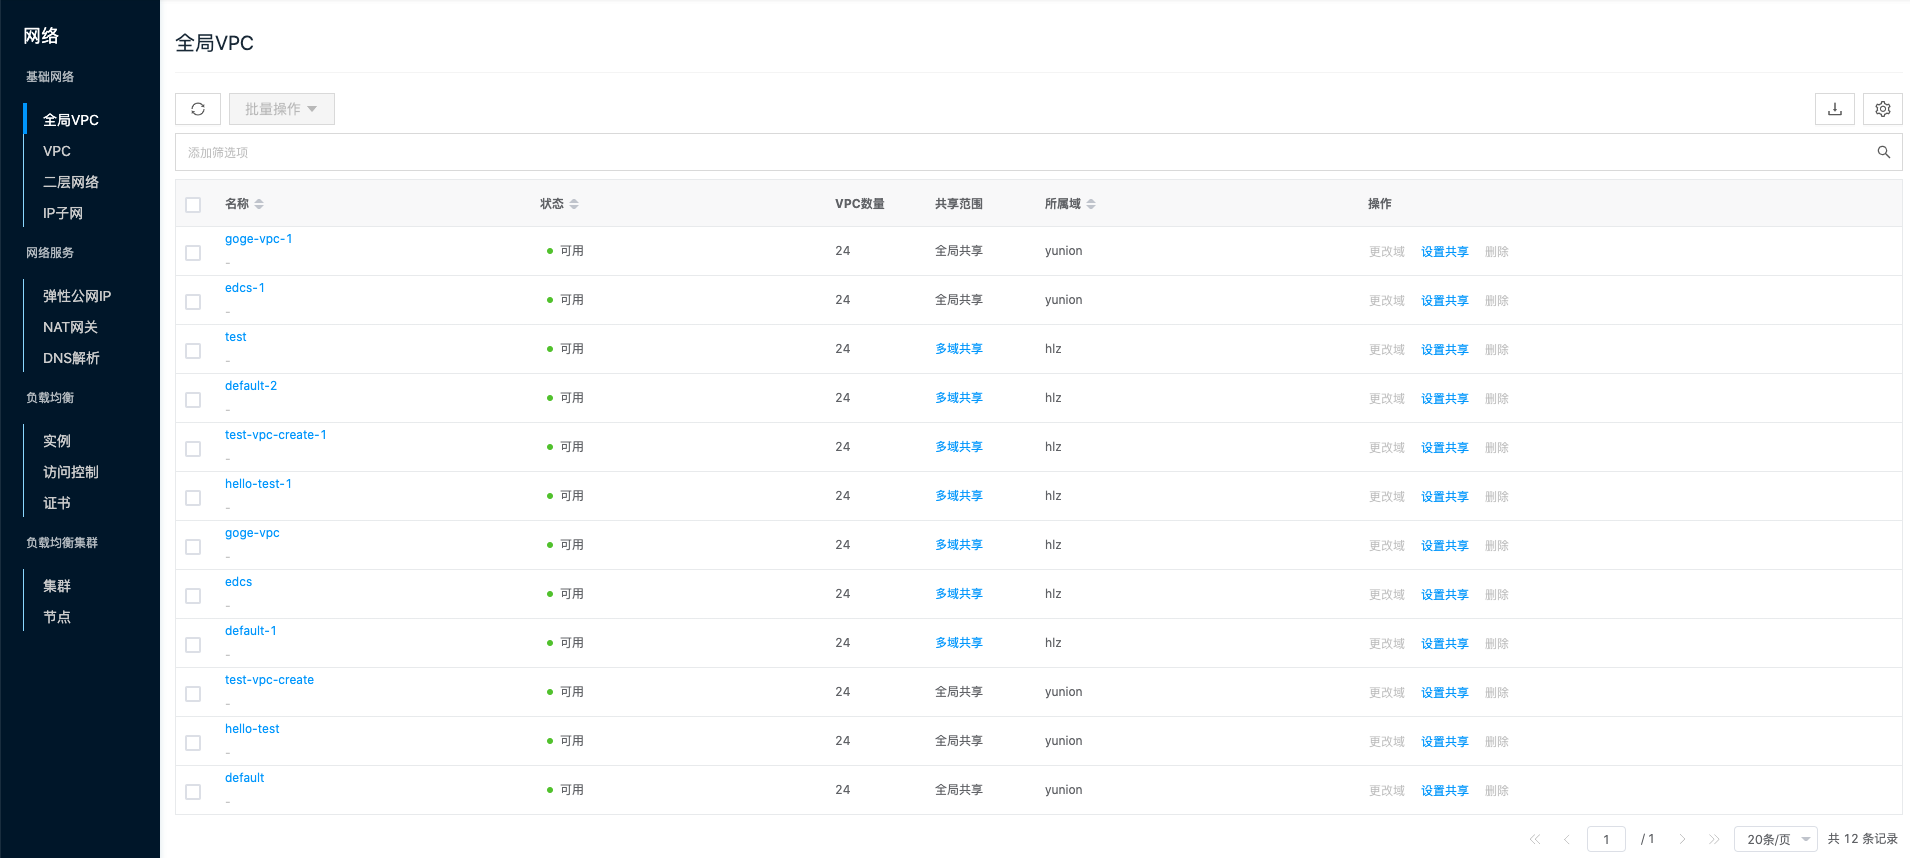 网络
基础网络
全局VPC
VPC
二层网络
IP子网
网络服务
弹性公网IP
NAT网关
DNS解析
负载均衡
实例
访问控制
证书
负载均衡集群
集群
节点
全局VPC
批量操作
添加筛选项
名称 状态 VPC数量 共享范围 所属域 操作
goge-vpc-1 可用 24 全局共享 yunion 更改域 设置共享 删除
-
edcs-1 可用 24 全局共享 yunion 更改域 设置共享 删除
-
test 可用 24 多域共享 hlz 更改域 设置共享 删除
-
default-2 可用 24 多域共享 hlz 更改域 设置共享 删除
-
test-vpc-create-1 可用 24 多域共享 hlz 更改域 设置共享 删除
-
hello-test-1 可用 24 多域共享 hlz 更改域 设置共享 删除
-
goge-vpc 可用 24 多域共享 hlz 更改域 设置共享 删除
-
edcs 可用 24 多域共享 hlz 更改域 设置共享 删除
-
default-1 可用 24 多域共享 hlz 更改域 设置共享 删除
-
test-vpc-create 可用 24 全局共享 yunion 更改域 设置共享 删除
-
hello-test 可用 24 全局共享 yunion 更改域 设置共享 删除
-
default 可用 24 全局共享 yunion 更改域 设置共享 删除
-
1 / 1 20条/页 共 12 条记录